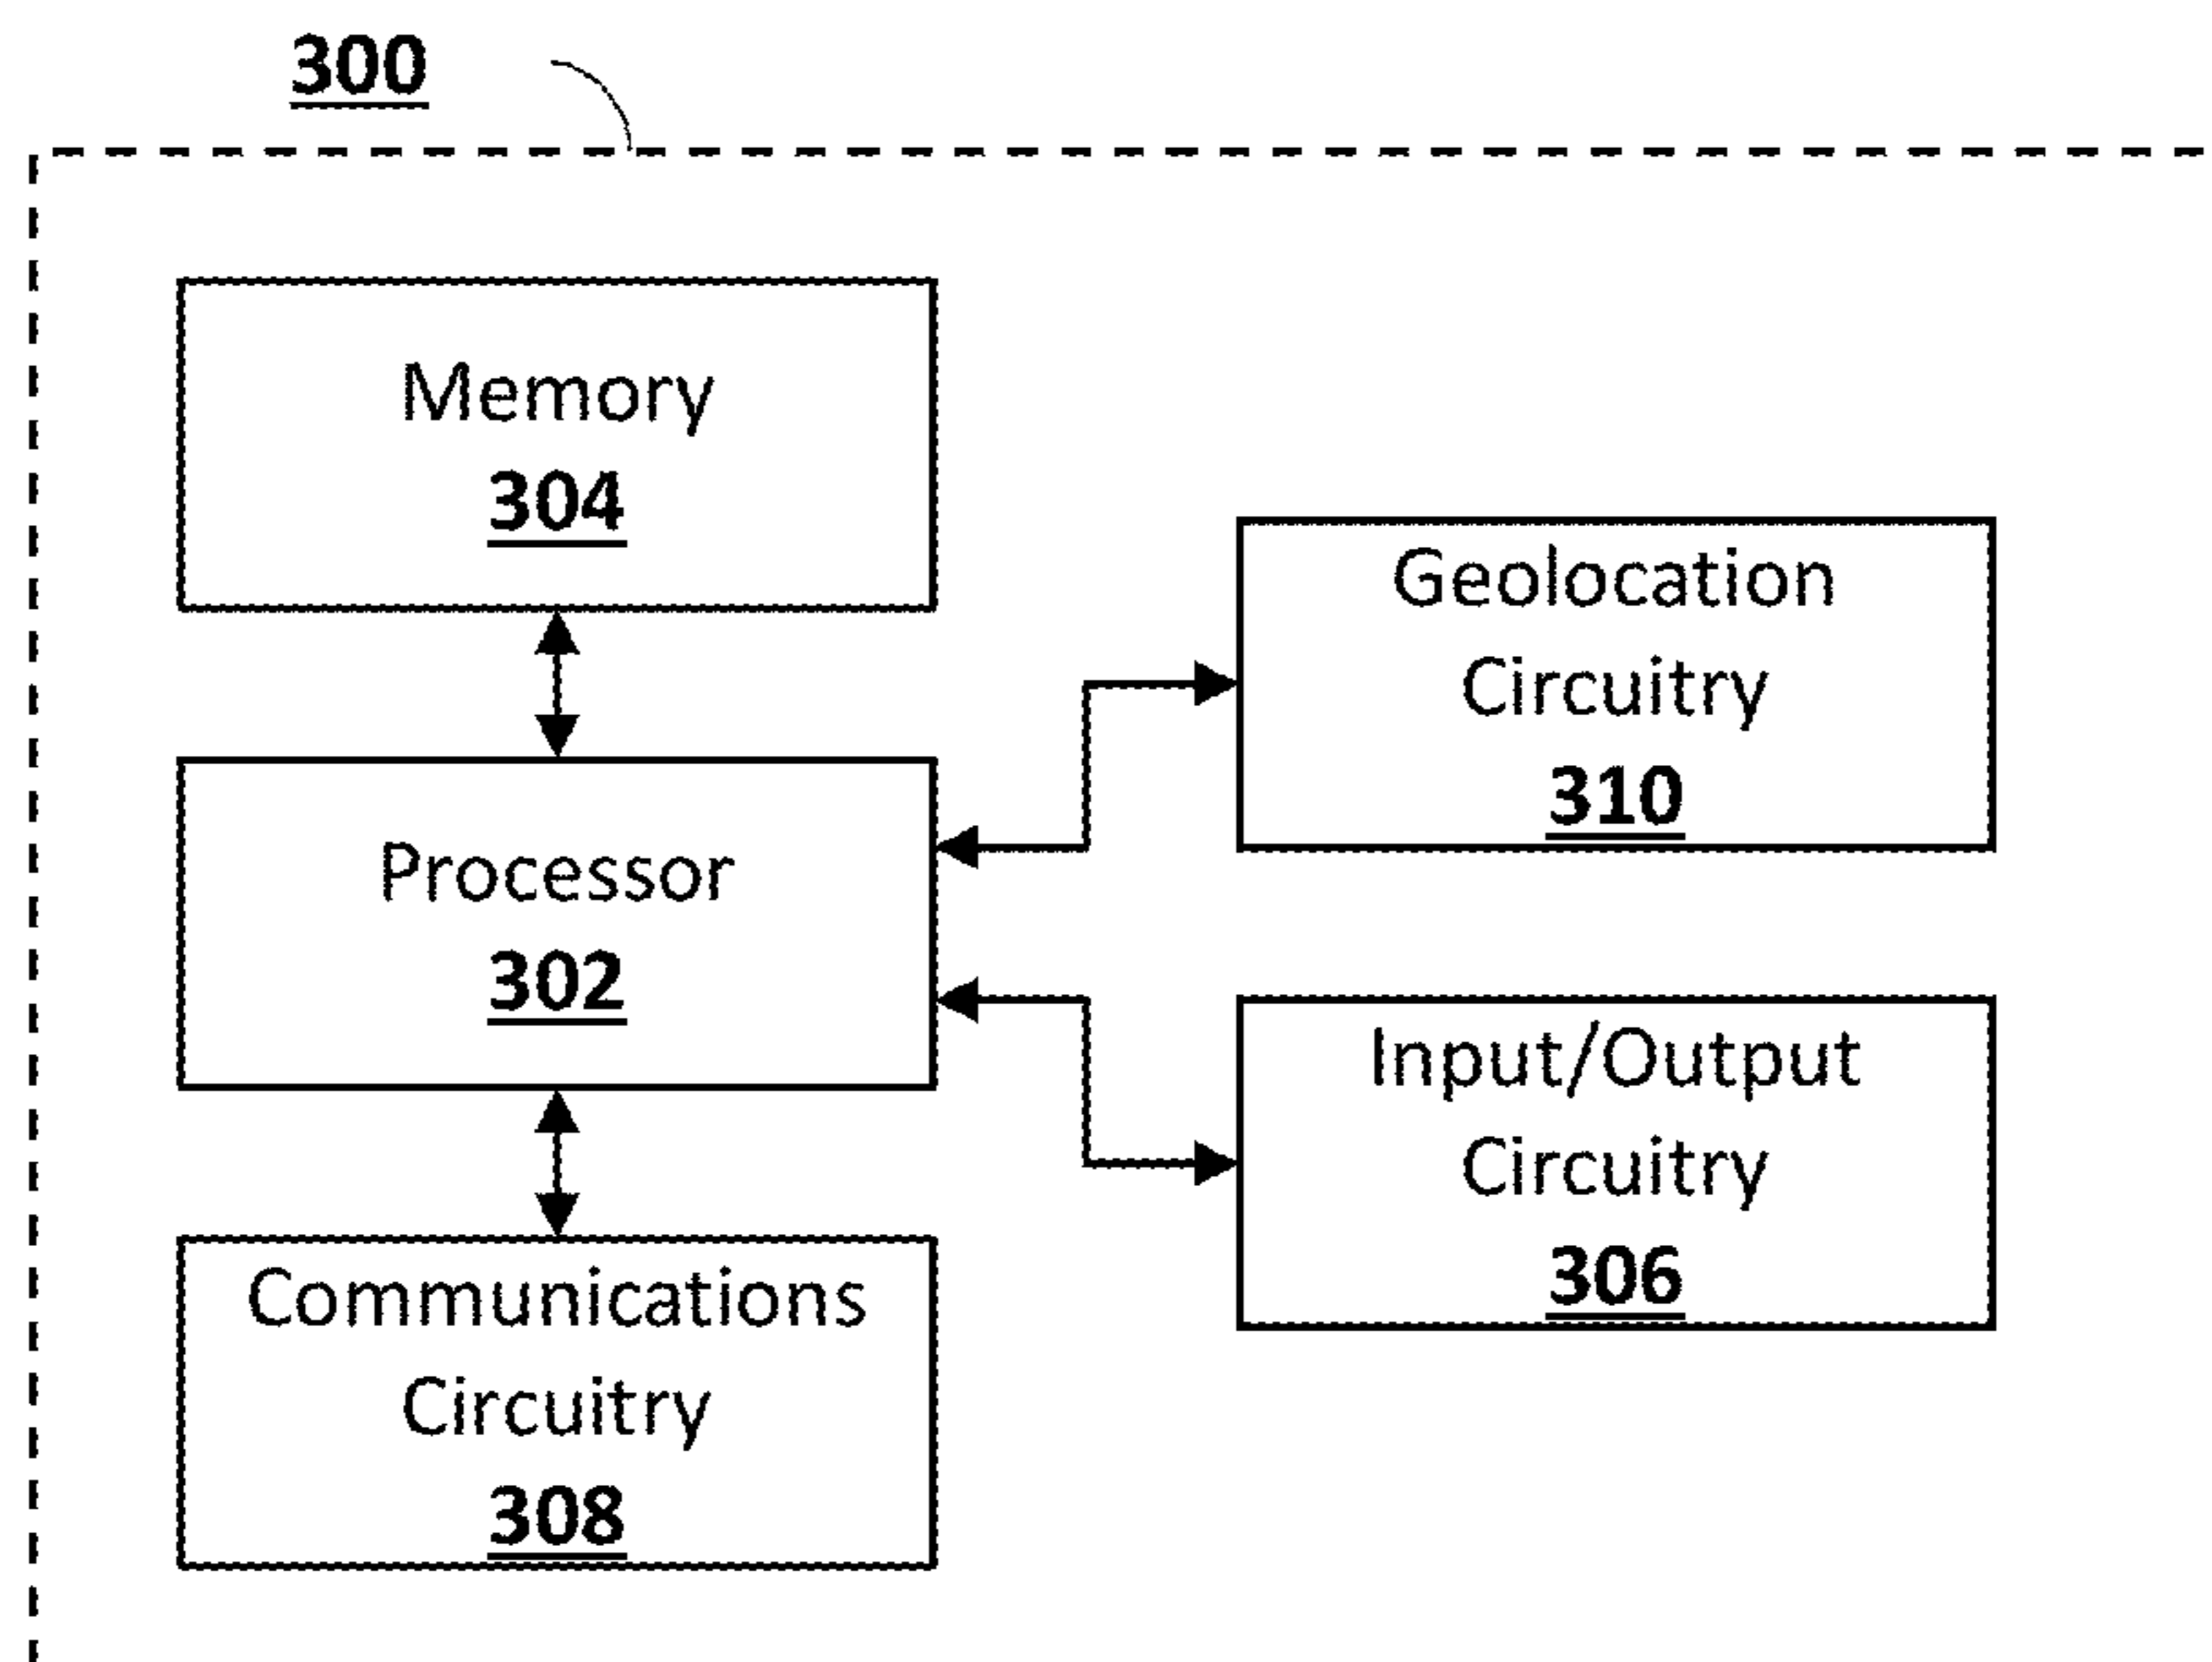 300
Memory
304
Geolocation
Circuitry
310
Processor
302
Input/Output
Circuitry
306
Communications
Circuitry
308